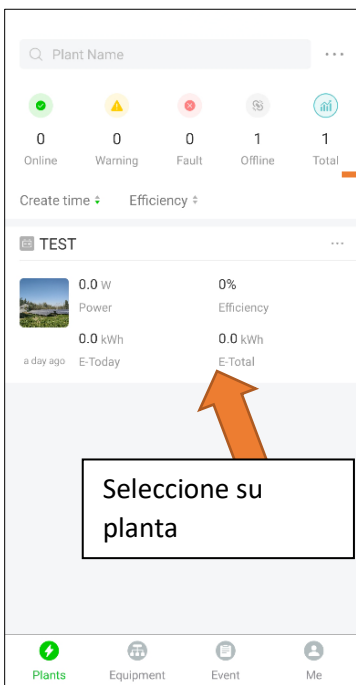 Plant Name
0 0 0 1 1
Online Warning Fault Offline Total
Create time Efficiency
TEST
0.0 W 0%
Power Efficiency
0.0 kWh 0.0 kWh
a day ago E-Today E-Total
Seleccione su
planta
Plants Equipment Event Me